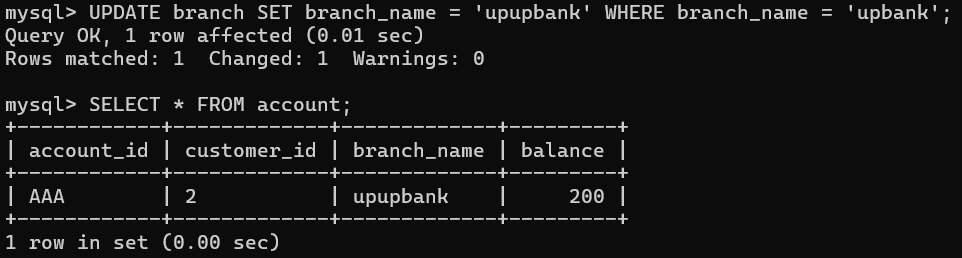 mysql> UPDATE branch SET branch_name = 'upupbank' WHERE branch_name = 'upbank';
Query OK, 1 row affected (0.01 sec)
Rows matched: 1  Changed: 1  Warnings: 0

mysql> SELECT * FROM account;
+------------+-------------+-------------+---------+
| account_id | customer_id | branch_name | balance |
+------------+-------------+-------------+---------+
| AAA        | 2           | upupbank    |     200 |
+------------+-------------+-------------+---------+
1 row in set (0.00 sec)